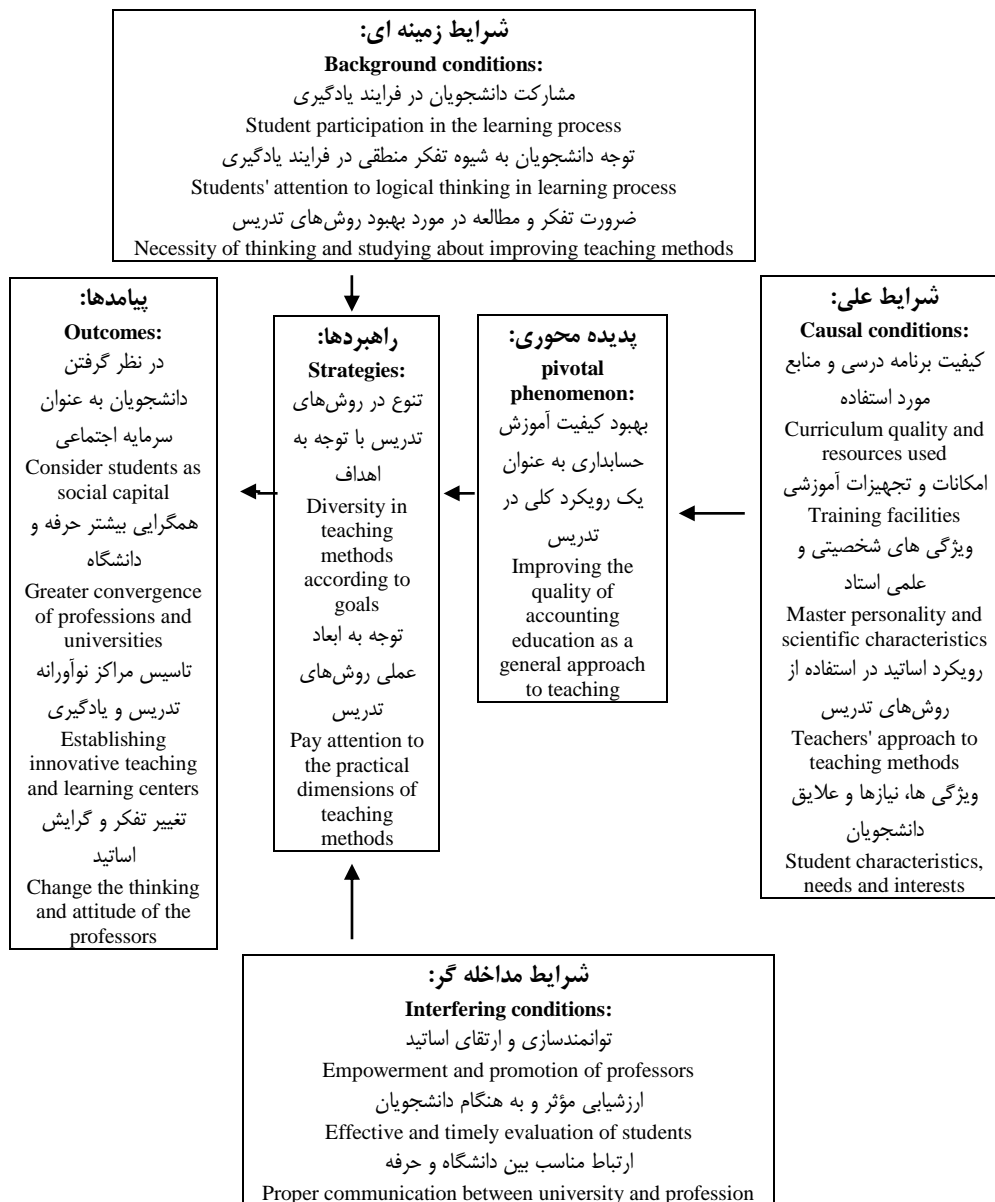 شرایط زمینه ای:
Background conditions:
مشارکت دانشجویان در فرایند یادگیری
Student participation in the learning process
توجه دانشجویان به شیوه تفکر منطقی در فرایند یادگیری
Students' attention to logical thinking in learning process
ضرورت تفکر و مطالعه در مورد بهبود روش‌های تدریس
Necessity of thinking and studying about improving teaching methods
شرایط علی:
Causal conditions:
کیفیت برنامه درسی و منابع
مورد استفاده
Curriculum quality and
resources used
امکانات و تجهیزات آموزشی
Training facilities
ویژگی های شخصیتی و
علمی استاد
Master personality and
scientific characteristics
رویکرد اساتید در استفاده از
روش‌های تدریس
Teachers' approach to
teaching methods
ویژگی ها، نیازها و علایق
دانشجویان
Student characteristics,
needs and interests
پدیده محوری:
pivotal
phenomenon:
بهبود کیفیت آموزش
حسابداری به عنوان
یک رویکرد کلی در
تدریس
Improving the
quality of
accounting
education as a
general approach
to teaching
راهبردها:
Strategies:
تنوع در روش‌های
تدریس با توجه به
اهداف
Diversity in
teaching
methods
according to
goals
توجه به ابعاد
عملی روش‌های
تدریس
Pay attention to
the practical
dimensions of
teaching
methods
پیامدها:
Outcomes:
در نظر گرفتن
دانشجویان به عنوان
سرمایه اجتماعی
Consider students as
social capital
همگرایی بیشتر حرفه و
دانشگاه
Greater convergence
of professions and
universities
تاسیس مراکز نوآورانه
تدریس و یادگیری
Establishing
innovative teaching
and learning centers
تغییر تفکر و گرایش
اساتید
Change the thinking
and attitude of the
professors
شرایط مداخله گر:
Interfering conditions:
توانمندسازی و ارتقای اساتید
Empowerment and promotion of professors
ارزشیابی مؤثر و به هنگام دانشجویان
Effective and timely evaluation of students
ارتباط مناسب بین دانشگاه و حرفه
Proper communication between university and profession